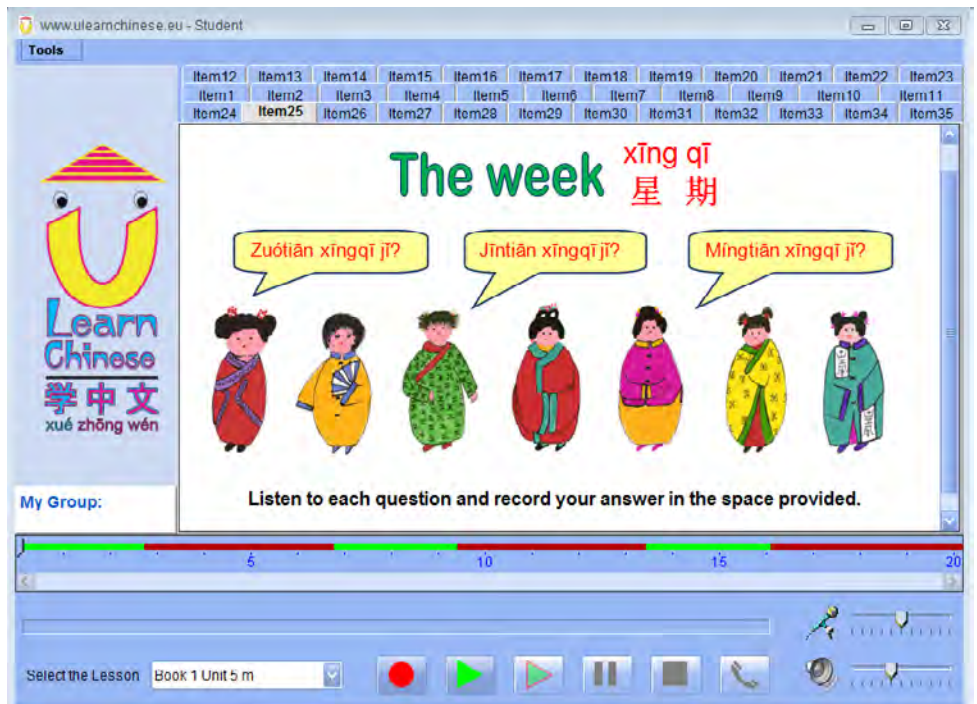 www.ulearnchinese.eu - Student
Tools
Item12 Item13 Item14 Item15 Item16 Item17 Item18 Item19 Item20 Item21 Item22 Item23
Item1 Item2 Item3 Item4 Item5 Item6 Item7 Item8 Item9 Item10 Item11
Item24 Item25 Item26 Item27 Item28 Item29 Item30 Item31 Item32 Item33 Item34 Item35
The week
xīng qī
星 期
Zuótiān xīngqī jǐ?
Jīntiān xīngqī jǐ?
Míngtiān xīngqī jǐ?
U
Learn
Chinese
学中文
xué zhōng wén
My Group:
Listen to each question and record your answer in the space provided.
5 10 15 20
Select the Lesson Book 1 Unit 5 m